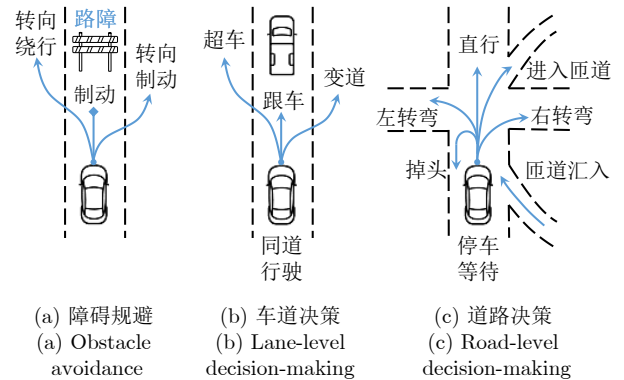 转向
绕行
路障
制动
转向
制动
(a) 障碍规避
(a) Obstacle
avoidance
超车
跟车
变道
同道
行驶
(b) 车道决策
(b) Lane-level
decision-making
直行
进入匝道
左转弯
右转弯
掉头
匝道汇入
停车
等待
(c) 道路决策
(c) Road-level
decision-making